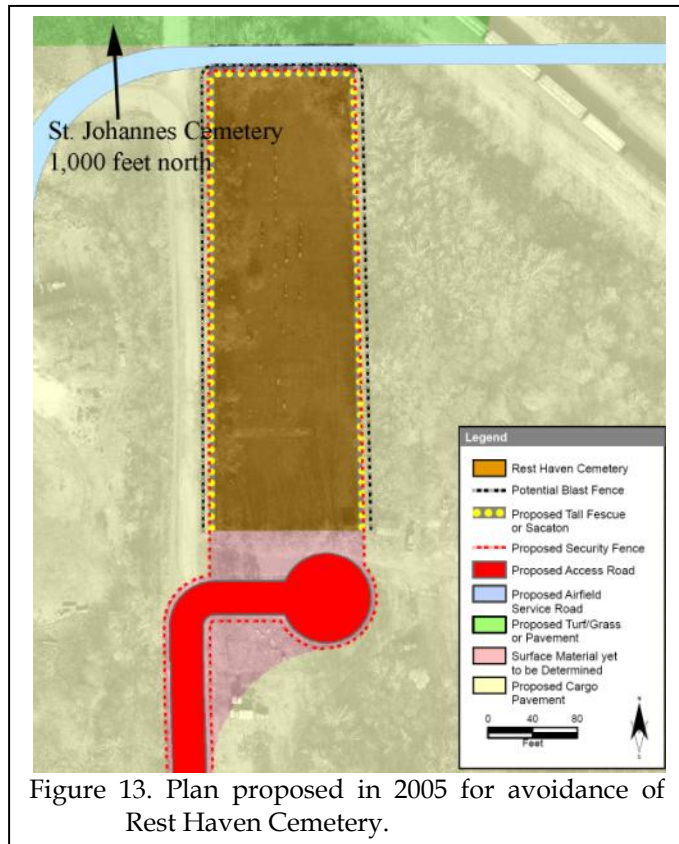 St. Johannes Cemetery
1,000 feet north
Legend
Rest Haven Cemetery
Potential Blast Fence
Proposed Tall Fescue
or Sacaton
Proposed Security Fence
Proposed Access Road
Proposed Airfield
Service Road
Proposed Turf/Grass
or Pavement
Surface Material yet
to be Determined
Proposed Cargo
Pavement
N
0 40 80
Feet
S
Figure 13. Plan proposed in 2005 for avoidance of
Rest Haven Cemetery.